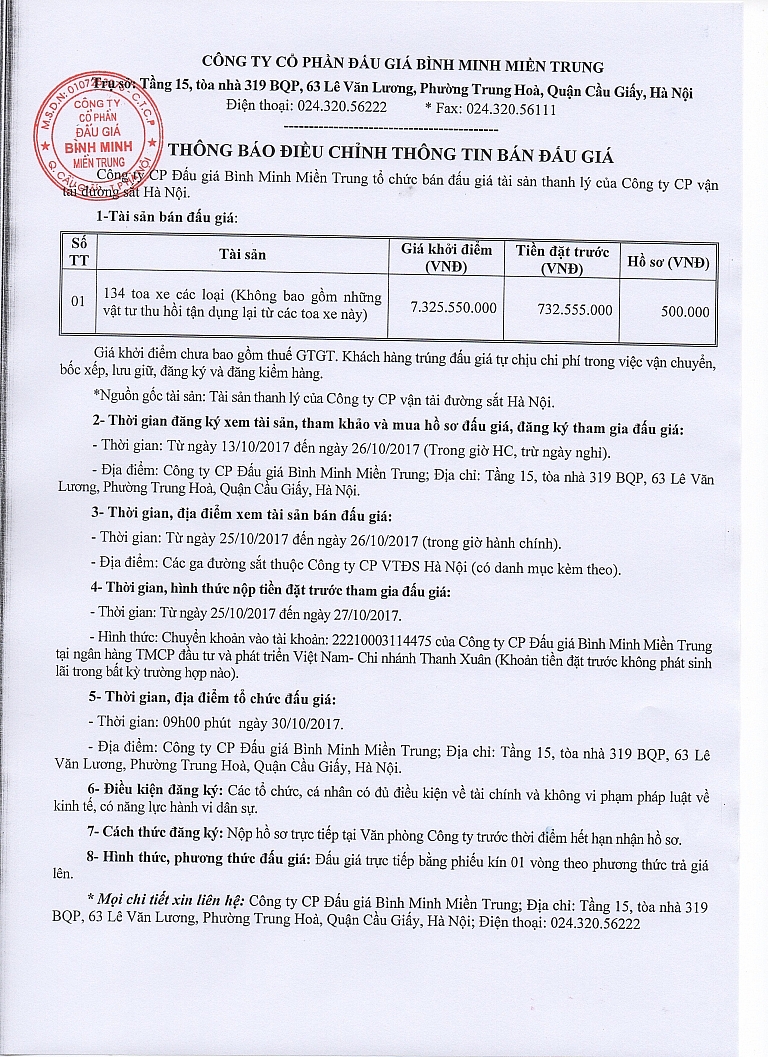 CÔNG TY CỔ PHẦN ĐẤU GIÁ BÌNH MINH MIỀN TRUNG
Trụ sở: Tầng 15, tòa nhà 319 BQP, 63 Lê Văn Lương, Phường Trung Hoà, Quận Cầu Giấy, Hà Nội
Điện thoại: 024.320.56222 * Fax: 024.320.56111
CÔNG TY
CỔ PHẦN
ĐẤU GIÁ
BÌNH MINH
MIỀN TRUNG
THÔNG BÁO ĐIỀU CHỈNH THÔNG TIN BÁN ĐẤU GIÁ
Công ty CP Đấu giá Bình Minh Miền Trung tổ chức bán đấu giá tài sản thanh lý của Công ty CP vận
tải đường sắt Hà Nội.
1-Tài sản bán đấu giá:
Số TT | Tài sản | Giá khởi điểm (VNĐ) | Tiền đặt trước (VNĐ) | Hồ sơ (VNĐ)
01 | 134 toa xe các loại (Không bao gồm những vật tư thu hồi tận dụng lại từ các toa xe này) | 7.325.550.000 | 732.555.000 | 500.000
Giá khởi điểm chưa bao gồm thuế GTGT. Khách hàng trúng đấu giá tự chịu chi phí trong việc vận chuyển,
bốc xếp, lưu giữ, đăng ký và đăng kiểm hàng.
*Nguồn gốc tài sản: Tài sản thanh lý của Công ty CP vận tải đường sắt Hà Nội.
2- Thời gian đăng ký xem tài sản, tham khảo và mua hồ sơ đấu giá, đăng ký tham gia đấu giá:
- Thời gian: Từ ngày 13/10/2017 đến ngày 26/10/2017 (Trong giờ HC, trừ ngày nghỉ).
- Địa điểm: Công ty CP Đấu giá Bình Minh Miền Trung; Địa chỉ: Tầng 15, tòa nhà 319 BQP, 63 Lê Văn
Lương, Phường Trung Hoà, Quận Cầu Giấy, Hà Nội.
3- Thời gian, địa điểm xem tài sản bán đấu giá:
- Thời gian: Từ ngày 25/10/2017 đến ngày 26/10/2017 (trong giờ hành chính).
- Địa điểm: Các ga đường sắt thuộc Công ty CP VTĐS Hà Nội (có danh mục kèm theo).
4- Thời gian, hình thức nộp tiền đặt trước tham gia đấu giá:
- Thời gian: Từ ngày 25/10/2017 đến ngày 27/10/2017.
- Hình thức: Chuyển khoản vào tài khoản: 22210003114475 của Công ty CP Đấu giá Bình Minh Miền Trung
tại ngân hàng TMCP đầu tư và phát triển Việt Nam- Chi nhánh Thanh Xuân (Khoản tiền đặt trước không phát sinh
lãi trong bất kỳ trường hợp nào).
5- Thời gian, địa điểm tổ chức đấu giá:
- Thời gian: 09h00 phút ngày 30/10/2017.
- Địa điểm: Công ty CP Đấu giá Bình Minh Miền Trung; Địa chỉ: Tầng 15, tòa nhà 319 BQP, 63 Lê
Văn Lương, Phường Trung Hoà, Quận Cầu Giấy, Hà Nội.
6- Điều kiện đăng ký: Các tổ chức, cá nhân có đủ điều kiện về tài chính và không vi phạm pháp luật về
kinh tế, có năng lực hành vi dân sự.
7- Cách thức đăng ký: Nộp hồ sơ trực tiếp tại Văn phòng Công ty trước thời điểm hết hạn nhận hồ sơ.
8- Hình thức, phương thức đấu giá: Đấu giá trực tiếp bằng phiếu kín 01 vòng theo phương thức trả giá
lên.
* Mọi chi tiết xin liên hệ: Công ty CP Đấu giá Bình Minh Miền Trung; Địa chỉ: Tầng 15, tòa nhà 319
BQP, 63 Lê Văn Lương, Phường Trung Hoà, Quận Cầu Giấy, Hà Nội; Điện thoại: 024.320.56222